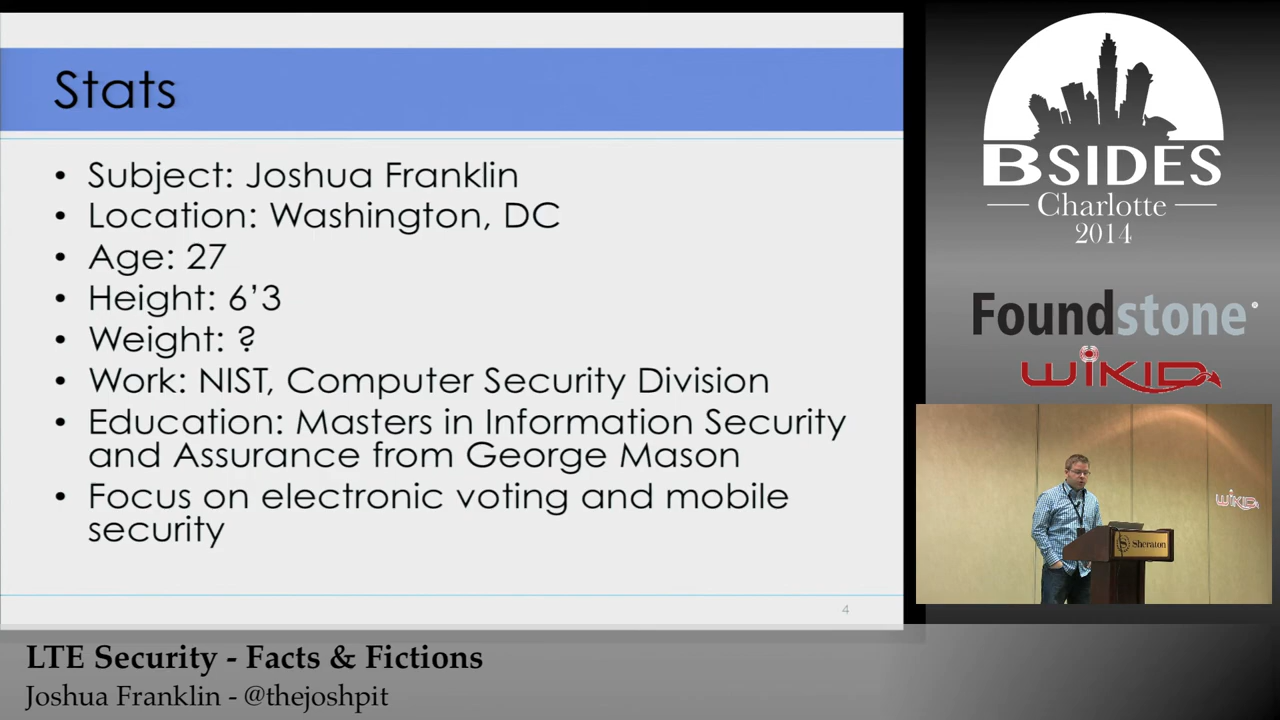 Stats
• Subject: Joshua Franklin
• Location: Washington, DC
• Age: 27
• Height: 6’3
• Weight: ?
• Work: NIST, Computer Security Division
• Education: Masters in Information Security
and Assurance from George Mason
• Focus on electronic voting and mobile
security
4
BSIDES
Charlotte
2014
Foundstone
WiKID
WiKID
Sheraton
LTE Security - Facts & Fictions
Joshua Franklin - @thejoshpit